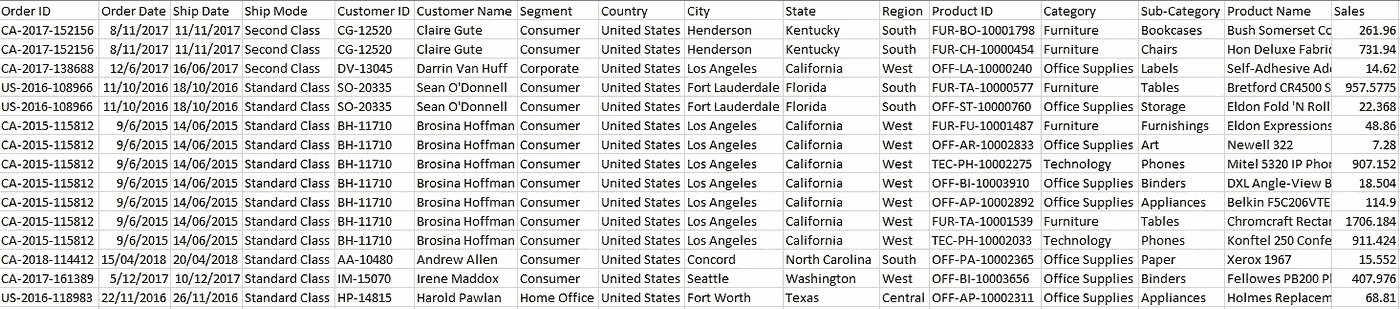 Order ID Order Date Ship Date Ship Mode Customer ID Customer Name Segment Country City State Region Product ID Category Sub-Category Product Name Sales
CA-2017-152156 8/11/2017 11/11/2017 Second Class CG-12520 Claire Gute Consumer United States Henderson Kentucky South FUR-BO-10001798 Furniture Bookcases Bush Somerset Co 261.96
CA-2017-152156 8/11/2017 11/11/2017 Second Class CG-12520 Claire Gute Consumer United States Henderson Kentucky South FUR-CH-10000454 Furniture Chairs Hon Deluxe Fabric 731.94
CA-2017-138688 12/6/2017 16/06/2017 Second Class DV-13045 Darrin Van Huff Corporate United States Los Angeles California West OFF-LA-10000240 Office Supplies Labels Self-Adhesive Ad 14.62
US-2016-108966 11/10/2016 18/10/2016 Standard Class SO-20335 Sean O'Donnell Consumer United States Fort Lauderdale Florida South FUR-TA-10000577 Furniture Tables Bretford CR4500 S 957.5775
US-2016-108966 11/10/2016 18/10/2016 Standard Class SO-20335 Sean O'Donnell Consumer United States Fort Lauderdale Florida South OFF-ST-10000760 Office Supplies Storage Eldon Fold 'N Roll 22.368
CA-2015-115812 9/6/2015 14/06/2015 Standard Class BH-11710 Brosina Hoffman Consumer United States Los Angeles California West FUR-FU-10001487 Furniture Furnishings Eldon Expressions 48.86
CA-2015-115812 9/6/2015 14/06/2015 Standard Class BH-11710 Brosina Hoffman Consumer United States Los Angeles California West OFF-AR-10002833 Office Supplies Art Newell 322 7.28
CA-2015-115812 9/6/2015 14/06/2015 Standard Class BH-11710 Brosina Hoffman Consumer United States Los Angeles California West TEC-PH-10002275 Technology Phones Mitel 5320 IP Phor 907.152
CA-2015-115812 9/6/2015 14/06/2015 Standard Class BH-11710 Brosina Hoffman Consumer United States Los Angeles California West OFF-BI-10003910 Office Supplies Binders DXL Angle-View B 18.504
CA-2015-115812 9/6/2015 14/06/2015 Standard Class BH-11710 Brosina Hoffman Consumer United States Los Angeles California West OFF-AP-10002892 Office Supplies Appliances Belkin F5C206VTE 114.9
CA-2015-115812 9/6/2015 14/06/2015 Standard Class BH-11710 Brosina Hoffman Consumer United States Los Angeles California West FUR-TA-10001539 Furniture Tables Chromcraft Rectar 1706.184
CA-2015-115812 9/6/2015 14/06/2015 Standard Class BH-11710 Brosina Hoffman Consumer United States Los Angeles California West TEC-PH-10002033 Technology Phones Konftel 250 Confe 911.424
CA-2018-114412 15/04/2018 20/04/2018 Standard Class AA-10480 Andrew Allen Consumer United States Concord North Carolina South OFF-PA-10002365 Office Supplies Paper Xerox 1967 15.552
CA-2017-161389 5/12/2017 10/12/2017 Standard Class IM-15070 Irene Maddox Consumer United States Seattle Washington West OFF-BI-10003656 Office Supplies Binders Fellowes PB200 Pl 407.976
US-2016-118983 22/11/2016 26/11/2016 Standard Class HP-14815 Harold Pawlan Home Office United States Fort Worth Texas Central OFF-AP-10002311 Office Supplies Appliances Holmes Replacem 68.81